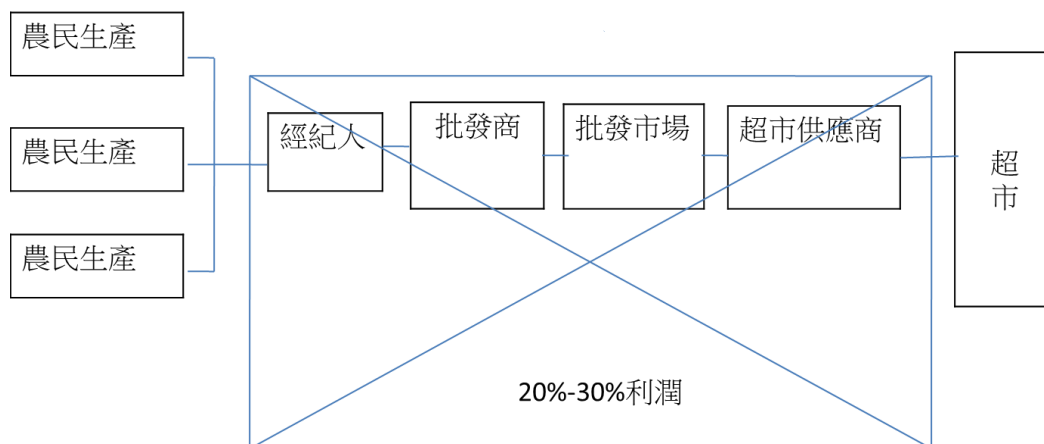 農民生產
農民生產
農民生產
經紀人
批發商
批發市場
超市供應商
超
市
20%-30%利潤